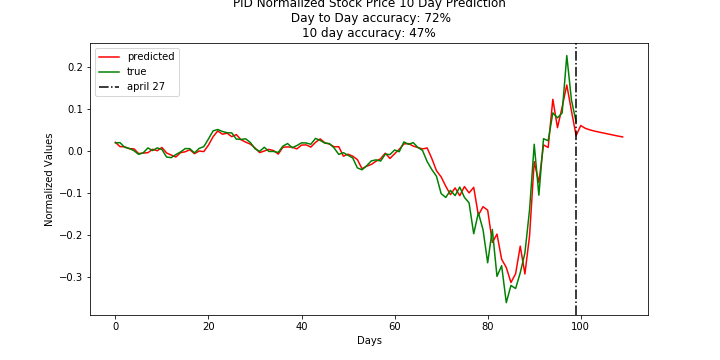 PID Normalized Stock Price 10 Day Prediction
Day to Day accuracy: 72%
10 day accuracy: 47%
predicted
true
april 27
Normalized Values
0.2
0.1
0.0
−0.1
−0.2
−0.3
0 20 40 60 80 100
Days